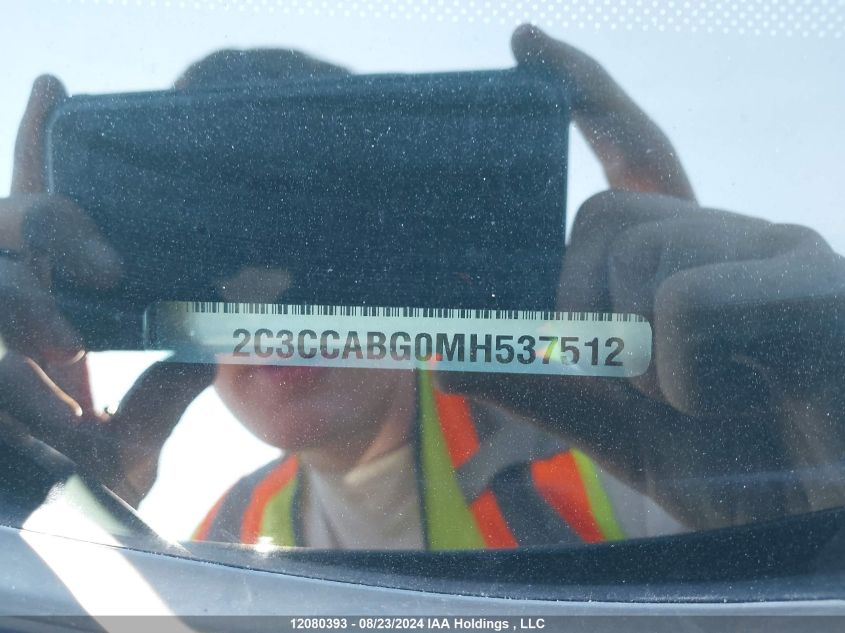 2C3CCABG0MH537512
12080393 - 08/23/2024 IAA Holdings , LLC